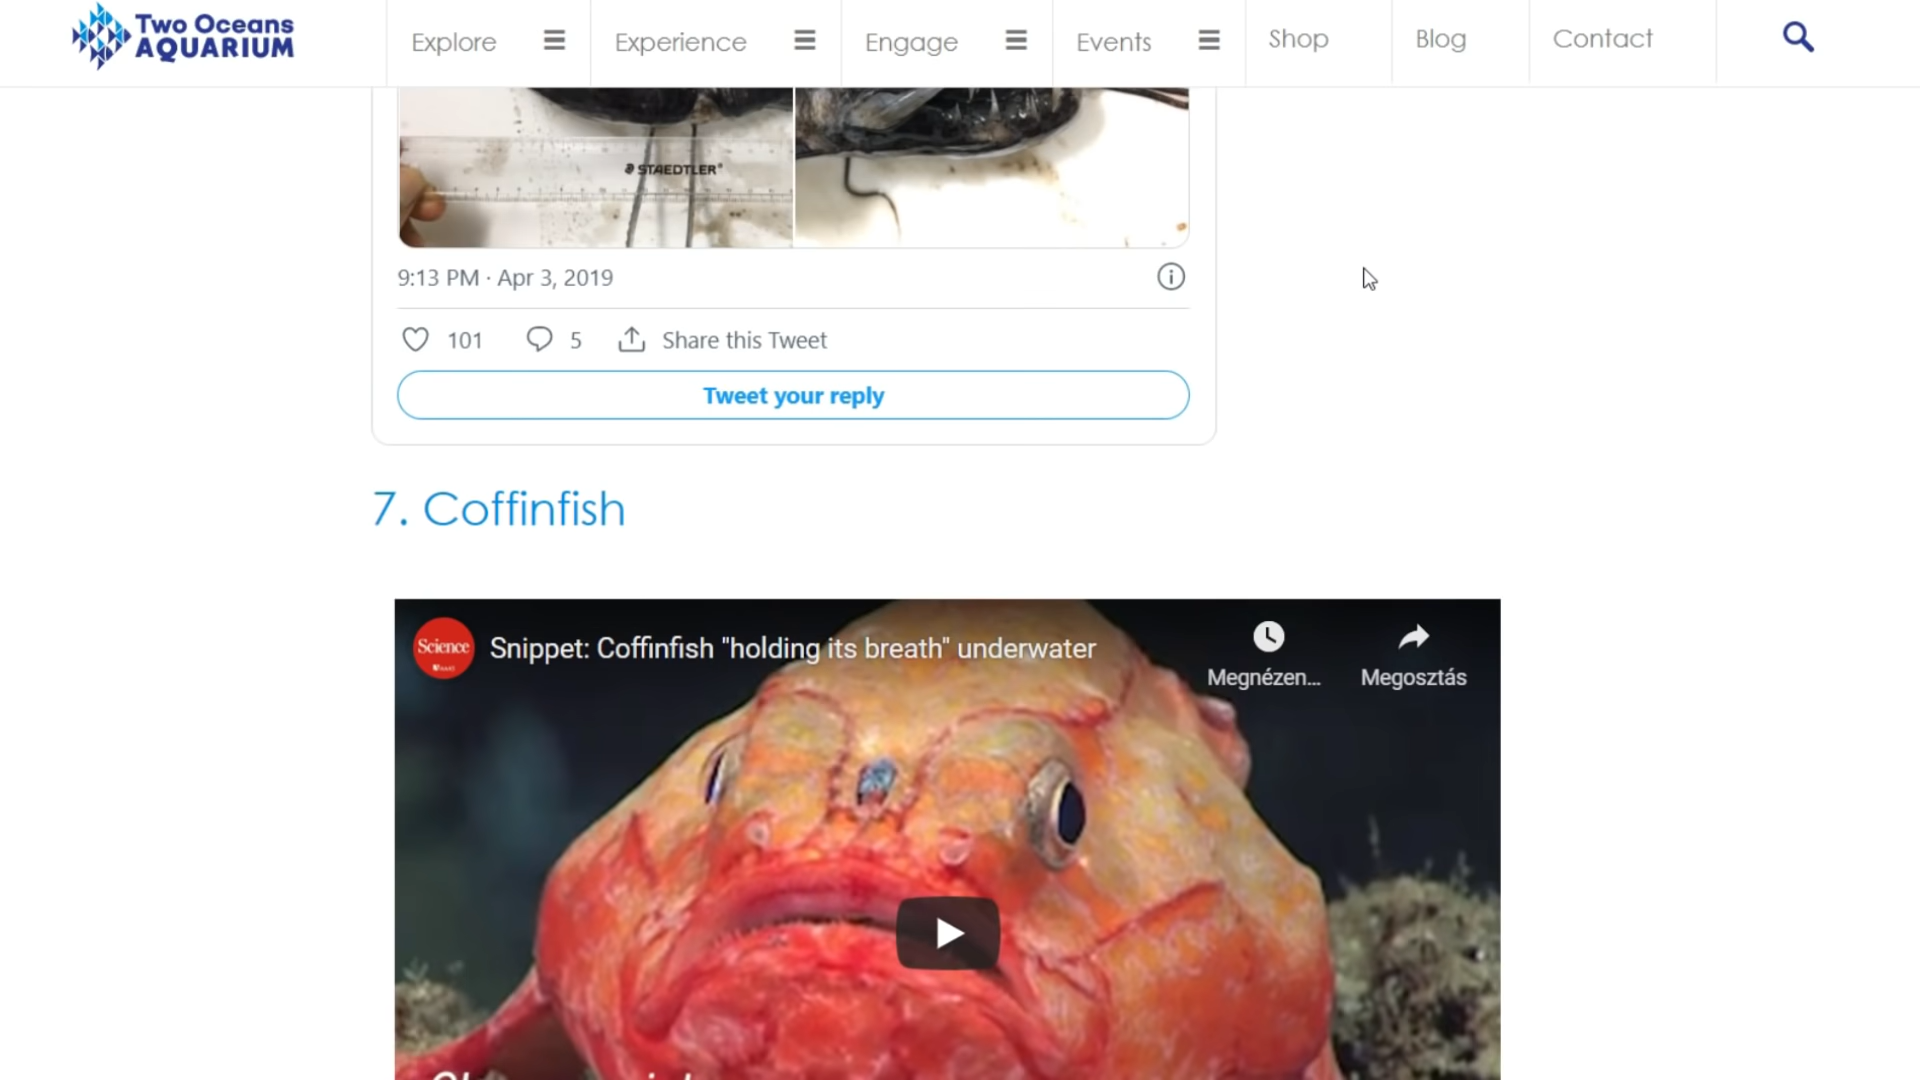 Two Oceans
AQUARIUM
Explore
Experience
Engage
Events
Shop
Blog
Contact
STAEDTLER
9:13 PM · Apr 3, 2019
101
5
Share this Tweet
Tweet your reply
7. Coffinfish
Science
Snippet: Coffinfish "holding its breath" underwater
Megnézen...
Megosztás